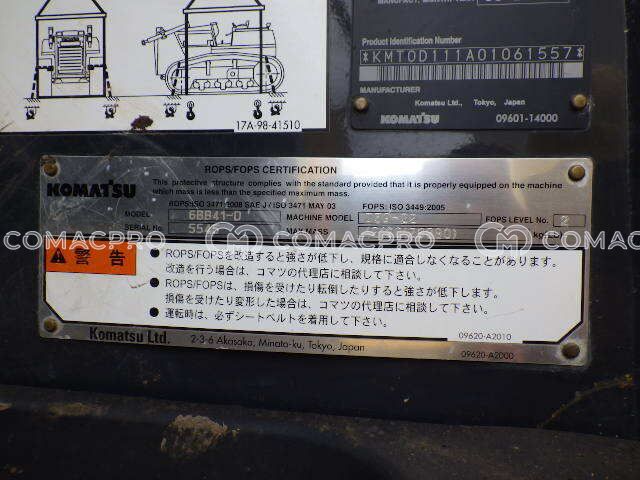 17A-98-41510
Product Identification Number
*KMT0D111A01061557*
MANUFACTURER
Komatsu Ltd., Tokyo, Japan
KOMATSU 09601-14000
ROPS/FOPS CERTIFICATION
KOMATSU
This protective structure complies with the standard provided that it is properly equipped on the machine
which mass is less than the specified maximum mass.
ROPS: ISO 3471:2008 SAE J / ISO 3471 MAY 03 FOPS: ISO 3449:2005
MODEL 6BB41-0 MACHINE MODEL FOPS LEVEL No. 2
SERIAL No. MAX MASS kg
COMACPRO COMACPRO COMACPRO
⚠ 警告
• ROPS/FOPSを改造すると強さが低下し、規格に適合しなくなることがあります。
改造を行う場合は、コマツの代理店に相談して下さい。
• ROPS/FOPSは、損傷を受けたり転倒したりすると強さが低下します。
損傷を受けたり変形した場合は、コマツの代理店に相談して下さい。
• 運転時は、必ずシートベルトを着用して下さい。
09620-A2010
Komatsu Ltd. 2-3-6 Akasaka, Minato-ku, Tokyo, Japan 09620-A2000